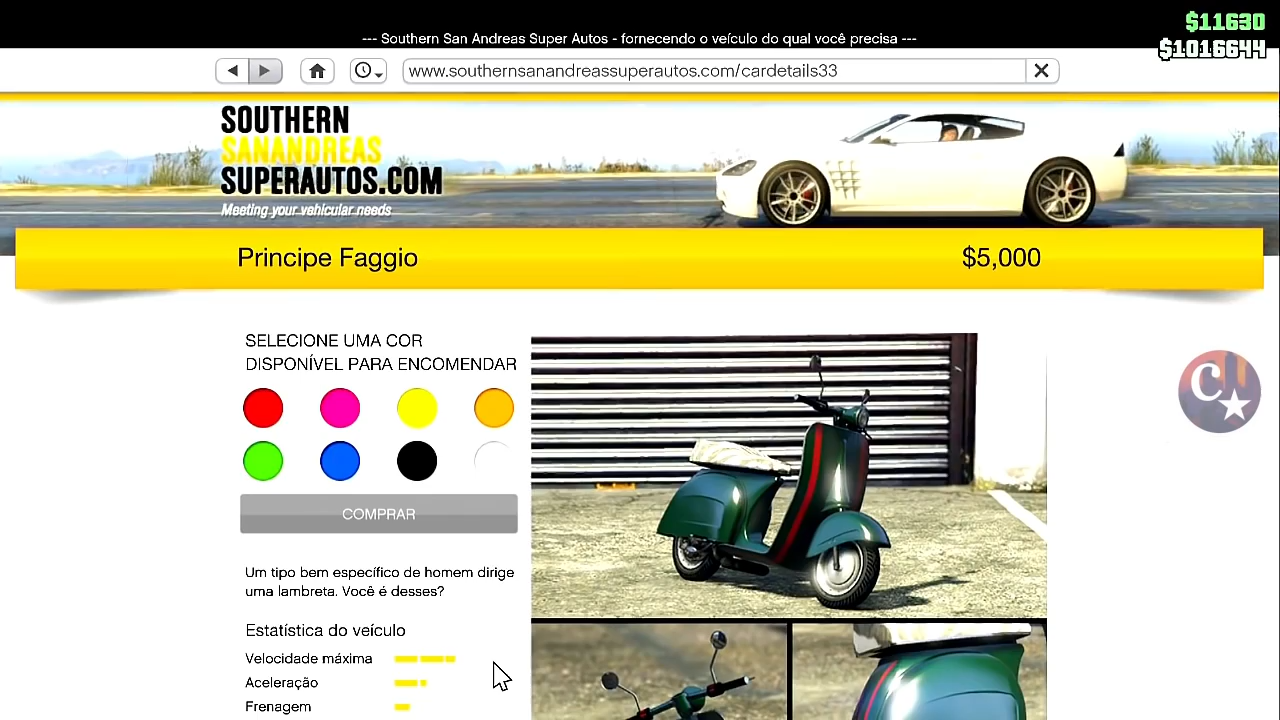 --- Southern San Andreas Super Autos - fornecendo o veículo do qual você precisa ---
$11630
$1016644
www.southernsanandreassuperautos.com/cardetails33
SOUTHERN
SANANDREAS
SUPERAUTOS.COM
Meeting your vehicular needs
Principe Faggio
$5,000
SELECIONE UMA COR
DISPONÍVEL PARA ENCOMENDAR
COMPRAR
Um tipo bem específico de homem dirige
uma lambreta. Você é desses?
Estatística do veículo
Velocidade máxima
Aceleração
Frenagem
C